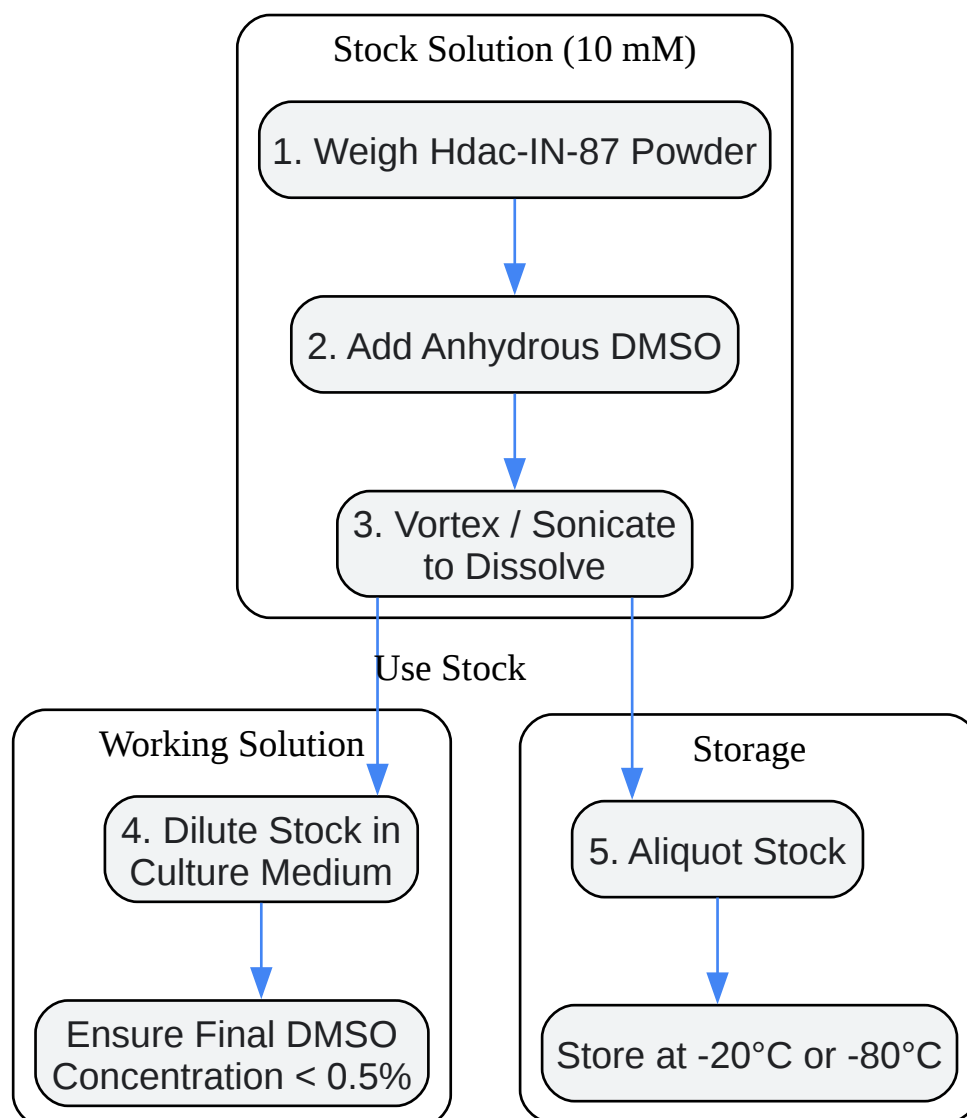 Stock Solution (10 mM)
1. Weigh Hdac-IN-87 Powder
2. Add Anhydrous DMSO
3. Vortex / Sonicate
to Dissolve
Use Stock
Working Solution
4. Dilute Stock in
Culture Medium
Ensure Final DMSO
Concentration < 0.5%
Storage
5. Aliquot Stock
Store at -20°C or -80°C